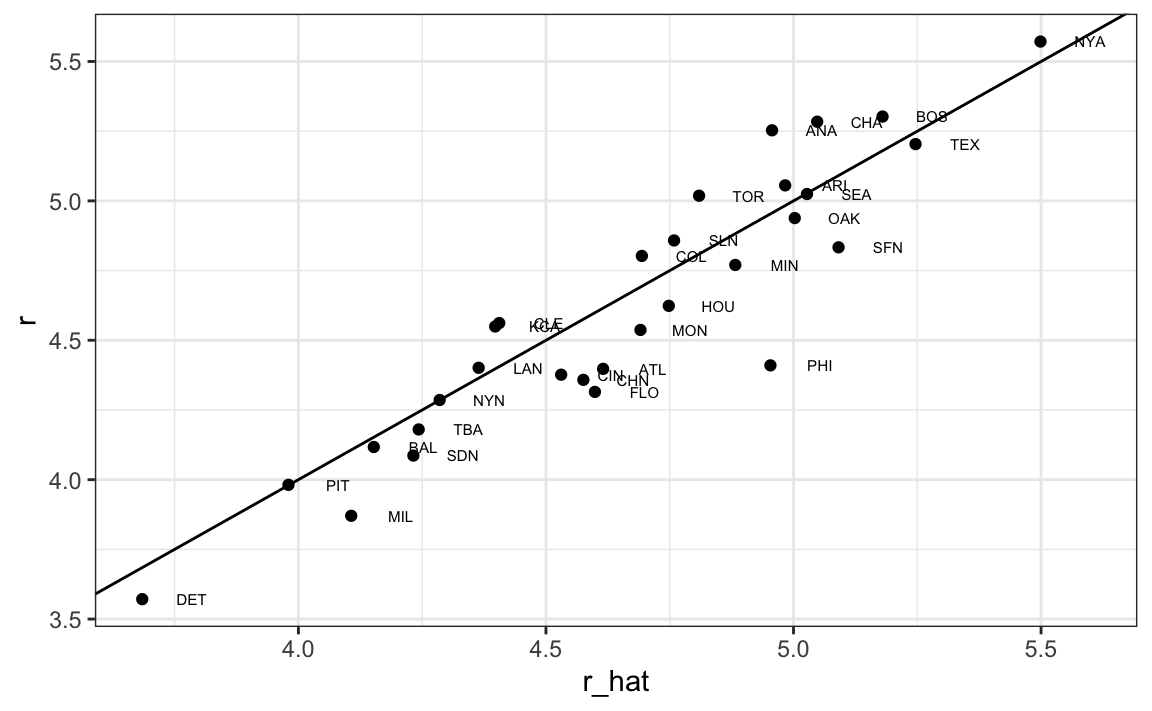 NYA
5.5
BOS
CHA
ANA
TEX
ARI
SEA
5.0
TOR
OAK
SLN
SFN
COL
MIN
HOU
r
CLE
KCA
MON
4.5
PHI
LAN
ATL
CIN
CHN
FLO
NYN
TBA
BAL
SDN
4.0
PIT
MIL
DET
3.5
4.0 4.5 5.0 5.5
r_hat